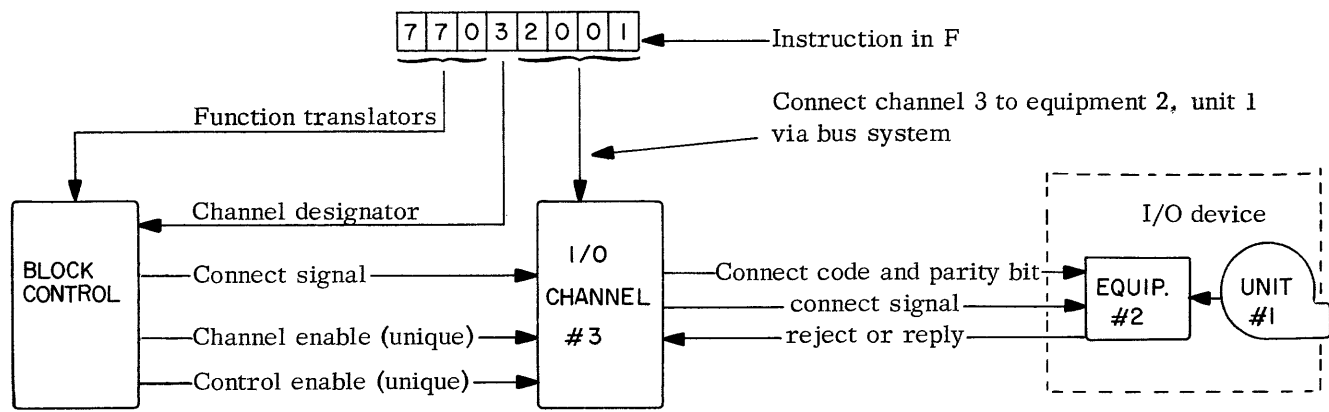 7 7 0 3 2 0 0 1
Instruction in F
Connect channel 3 to equipment 2, unit 1
via bus system
Function translators
Channel designator
I/O device
BLOCK
CONTROL
Connect signal
Channel enable (unique)
Control enable (unique)
I/O
CHANNEL
#3
Connect code and parity bit
connect signal
reject or reply
EQUIP.
#2
UNIT
#1